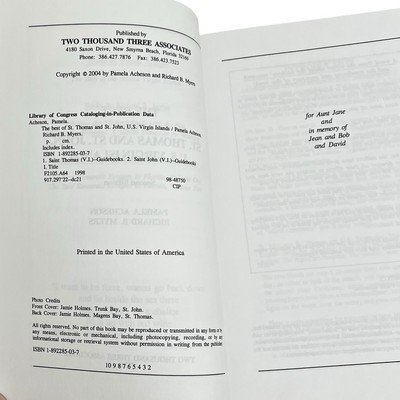 Published by
TWO THOUSAND THREE ASSOCIATES
4180 Saxon Drive, New Smyrna Beach, Florida 32169
Phone: 386.427.7876 Fax: 386.423.7523
Copyright © 2004 by Pamela Acheson and Richard B. Myers
Library of Congress Cataloging-in-Publication Data
Acheson, Pamela.
The best of St. Thomas and St. John, U.S. Virgin Islands / Pamela Acheson,
Richard B. Myers.
p. cm.
Includes index.
ISBN 1-892285-03-7
1. Saint Thomas (V.I.)--Guidebooks. 2. Saint John (V.I.)--Guidebooks
I. Title
F2105.A64 1998
917.297'22--dc21 98-48750
CIP
Printed in the United States of America
Photo Credits
Front Cover: Jamie Holmes. Trunk Bay, St. John.
Back Cover: Jamie Holmes. Magens Bay, St. Thomas.
All rights reserved. No part of this book may be reproduced or transmitted in any form or by
any means, electronic or mechanical, including photocopying, recording, or by any
informational storage or retrieval system without permission in writing from the publisher.
ISBN 1-892285-03-7
10 9 8 7 6 5 4 3 2
for Aunt Jane
and
in memory of
Jean and Bob
and David